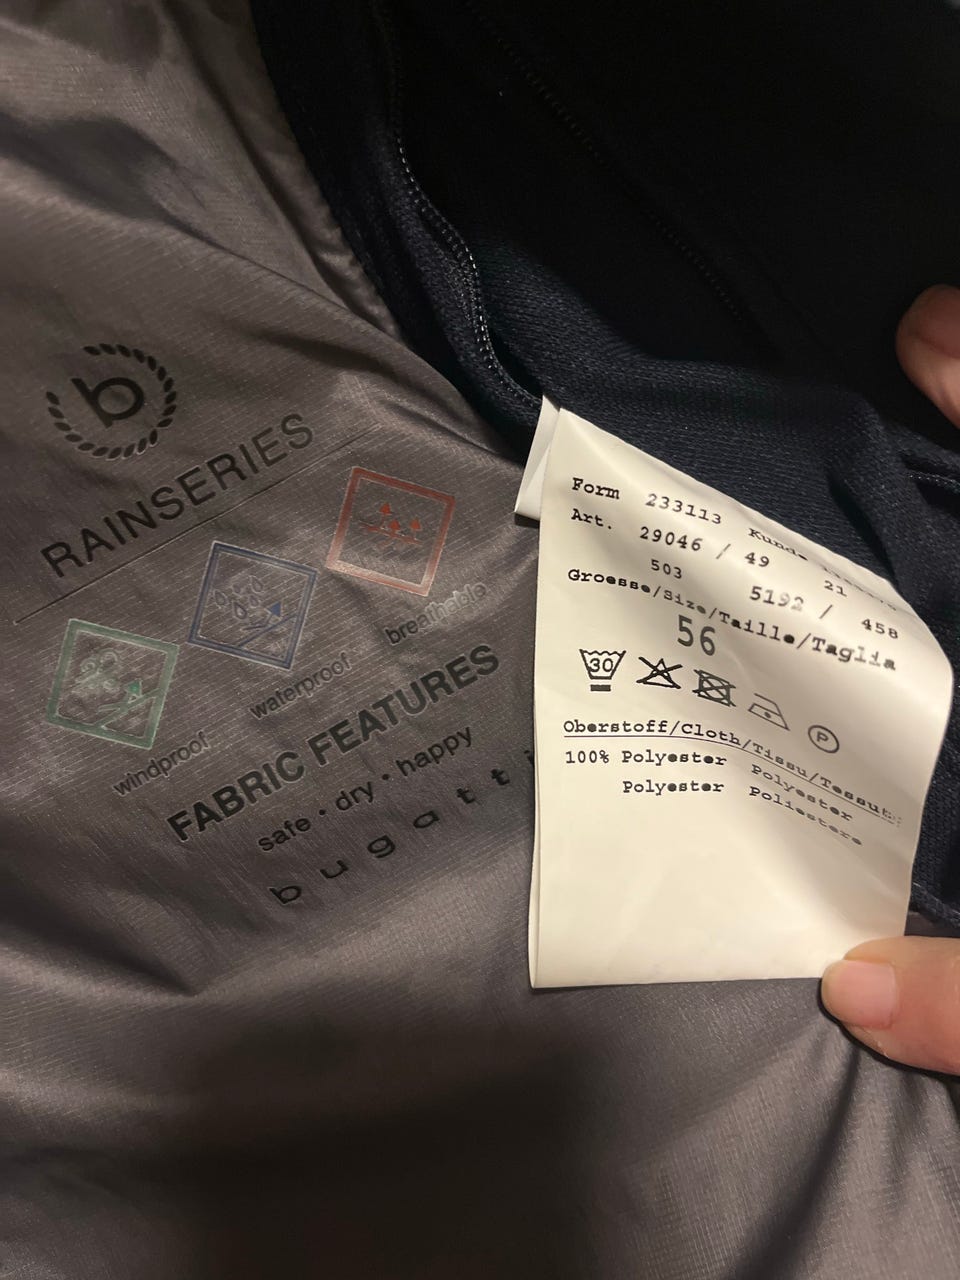 b
RAINSERIES
windproof
waterproof
breathable
FABRIC FEATURES
safe • dry • happy
bugatti
Form 233113
Art. 29046 / 49 21
503 5192 / 458
Groesse/Size/Taille/Taglia
56
30
P
Oberstoff/Cloth/Tissu/Tessuto
100% Polyester Polyester
Polyester Poliestere